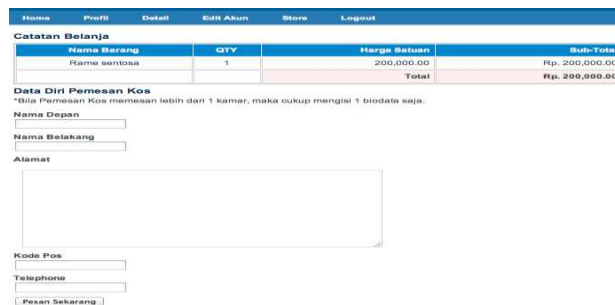 Home Profil Detail Edit Akun Store Logout
Catatan Belanja
Nama Barang QTY Harga Satuan Sub-Total
Rame sentosa 1 200,000.00 Rp. 200,000.00
Total Rp. 200,000.00
Data Diri Pemesan Kos
*Bila Pemesan Kos memesan lebih dari 1 kamar, maka cukup mengisi 1 biodata saja.
Nama Depan
Nama Belakang
Alamat
Kode Pos
Telephone
Pesan Sekarang